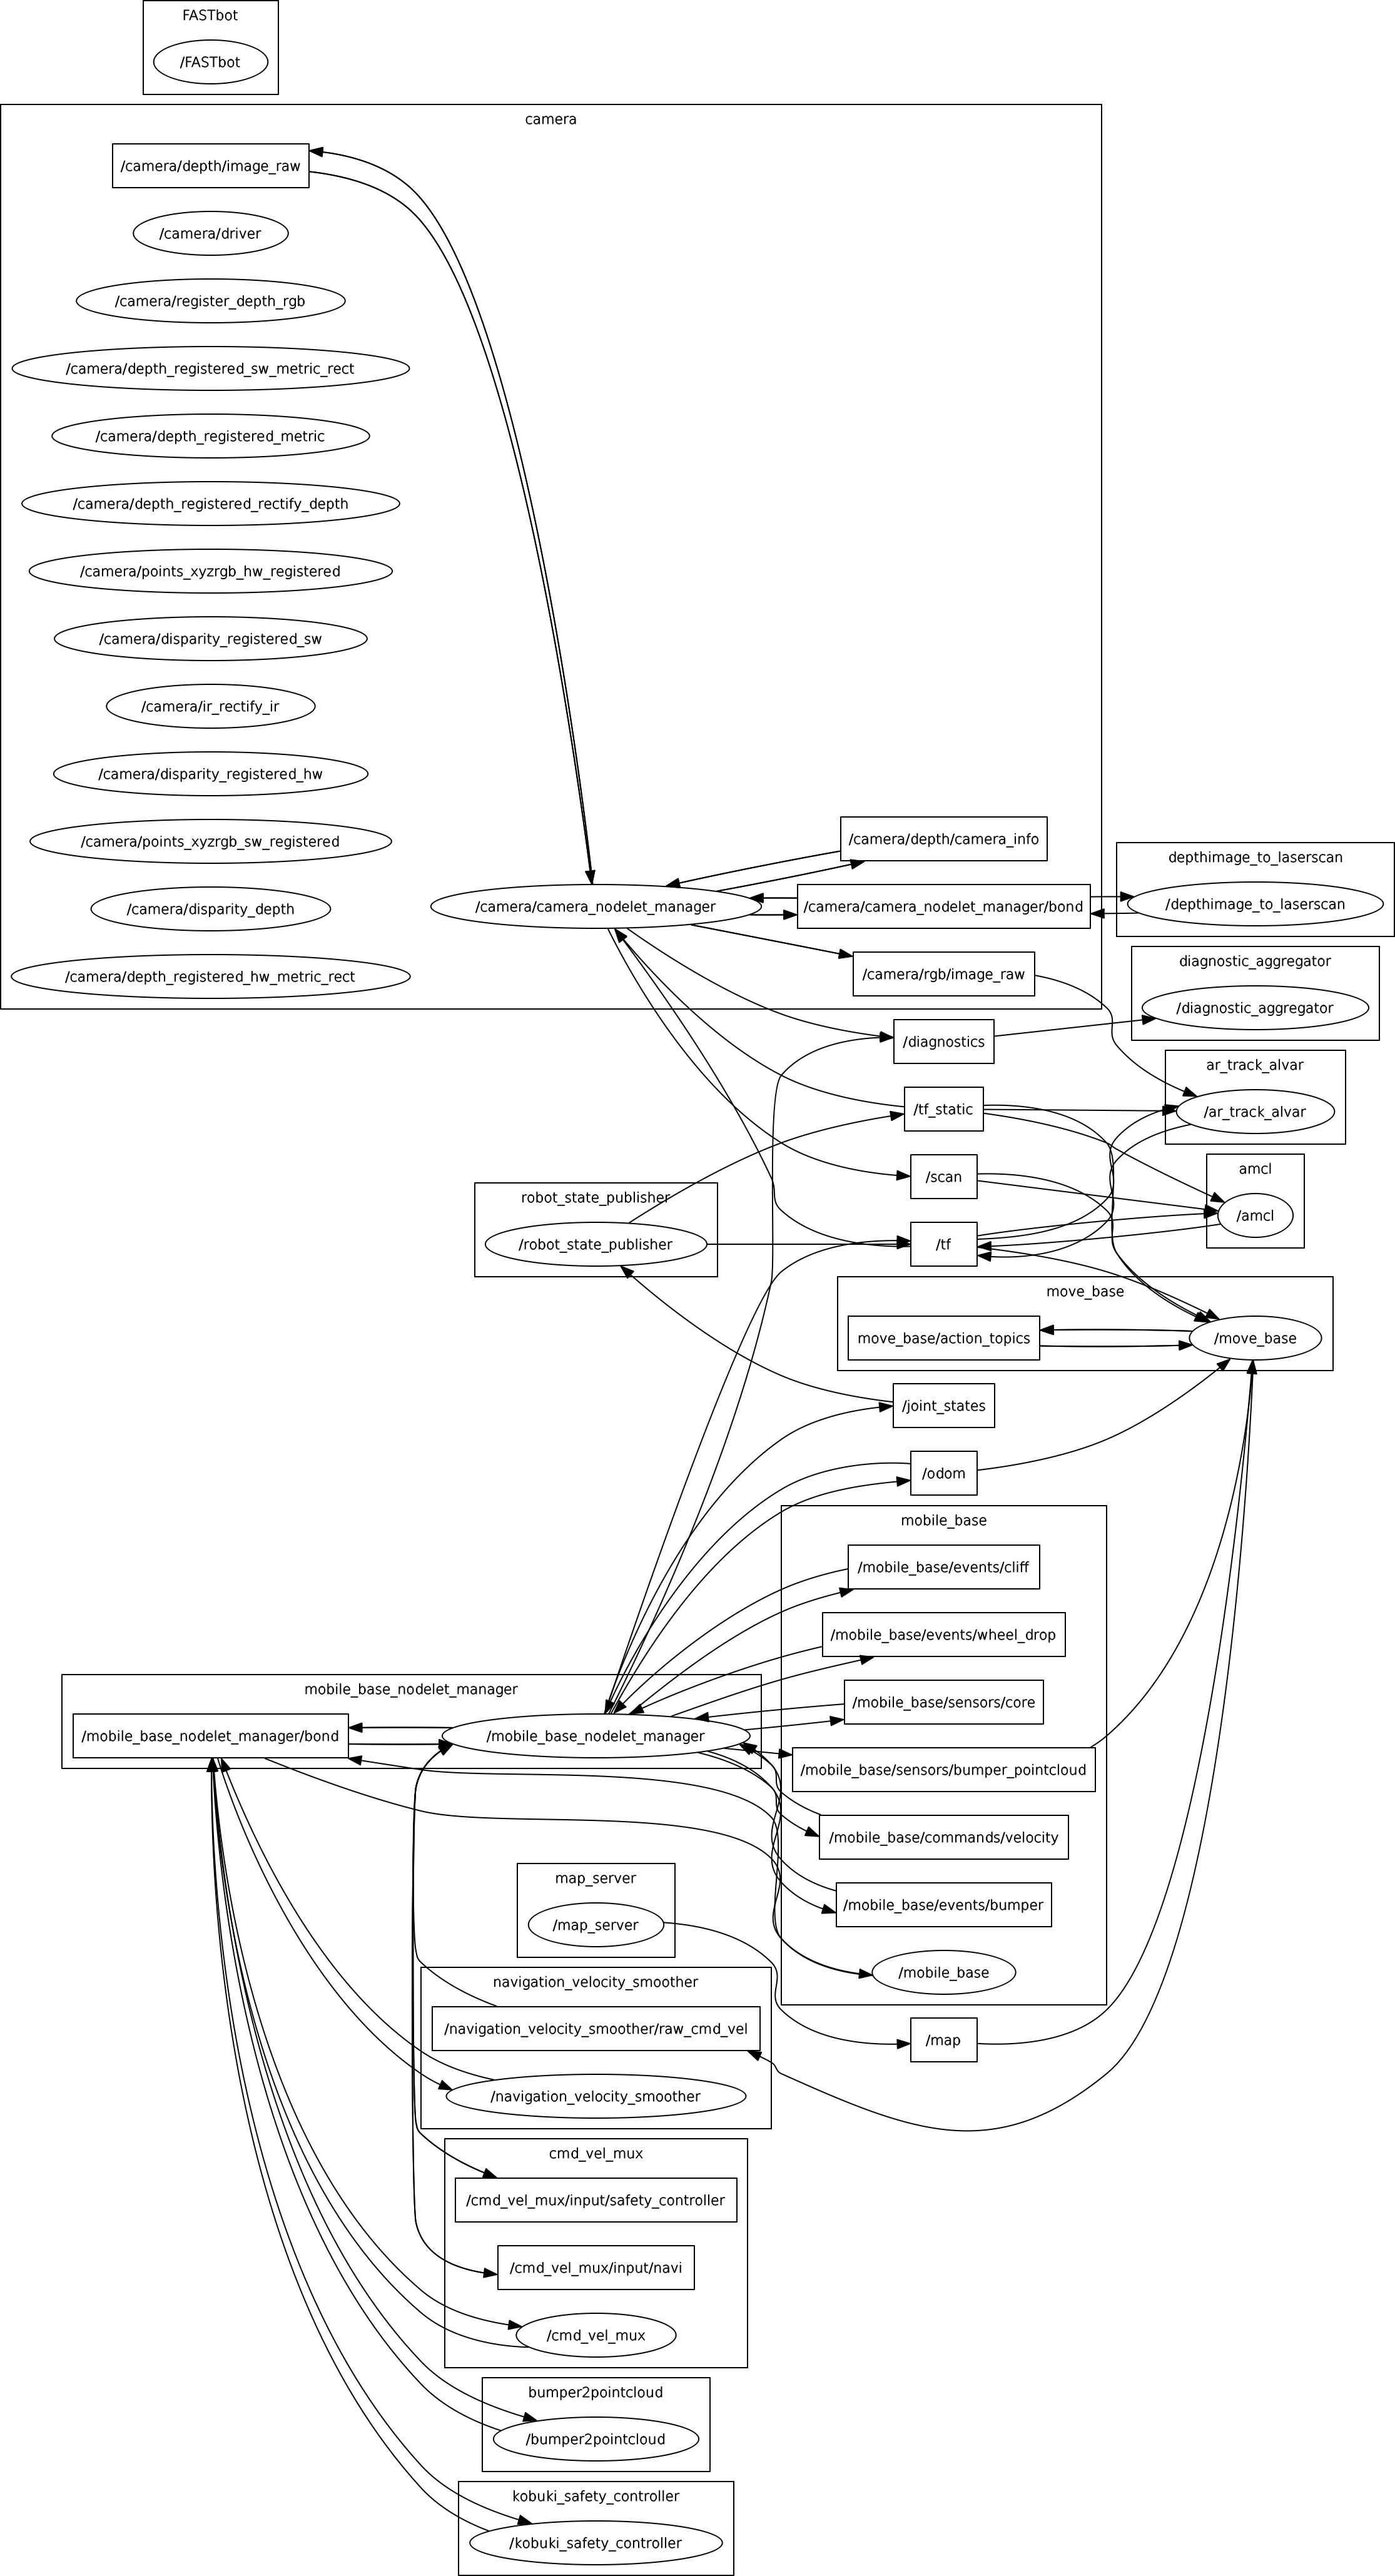 FASTbot
/FASTbot
camera
/camera/depth/image_raw
/camera/driver
/camera/register_depth_rgb
/camera/depth_registered_sw_metric_rect
/camera/depth_registered_metric
/camera/depth_registered_rectify_depth
/camera/points_xyzrgb_hw_registered
/camera/disparity_registered_sw
/camera/ir_rectify_ir
/camera/disparity_registered_hw
/camera/points_xyzrgb_sw_registered
/camera/disparity_depth
/camera/depth_registered_hw_metric_rect
/camera/camera_nodelet_manager
/camera/depth/camera_info
/camera/camera_nodelet_manager/bond
/camera/rgb/image_raw
depthimage_to_laserscan
/depthimage_to_laserscan
diagnostic_aggregator
/diagnostic_aggregator
/diagnostics
ar_track_alvar
/ar_track_alvar
/tf_static
amcl
/amcl
/scan
robot_state_publisher
/robot_state_publisher
/tf
move_base
move_base/action_topics
/move_base
/joint_states
/odom
mobile_base
/mobile_base/events/cliff
/mobile_base/events/wheel_drop
/mobile_base/sensors/core
/mobile_base/sensors/bumper_pointcloud
/mobile_base/commands/velocity
/mobile_base/events/bumper
/mobile_base
mobile_base_nodelet_manager
/mobile_base_nodelet_manager/bond
/mobile_base_nodelet_manager
map_server
/map_server
/map
navigation_velocity_smoother
/navigation_velocity_smoother/raw_cmd_vel
/navigation_velocity_smoother
cmd_vel_mux
/cmd_vel_mux/input/safety_controller
/cmd_vel_mux/input/navi
/cmd_vel_mux
bumper2pointcloud
/bumper2pointcloud
kobuki_safety_controller
/kobuki_safety_controller